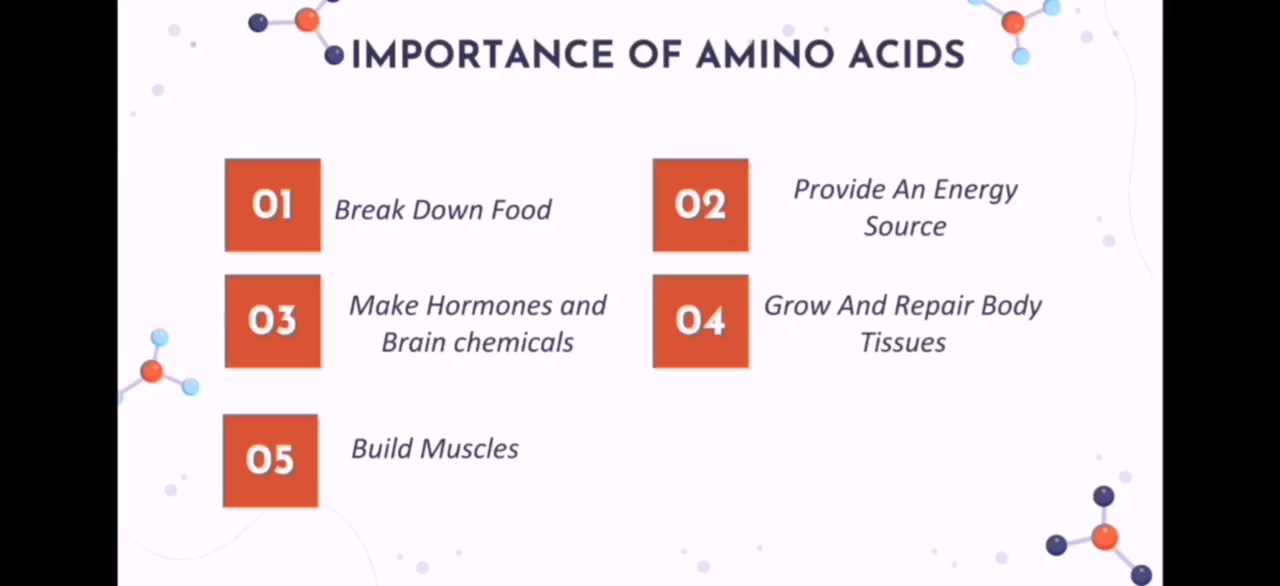 IMPORTANCE OF AMINO ACIDS
01
Break Down Food
02
Provide An Energy
Source
03
Make Hormones and
Brain chemicals
04
Grow And Repair Body
Tissues
05
Build Muscles